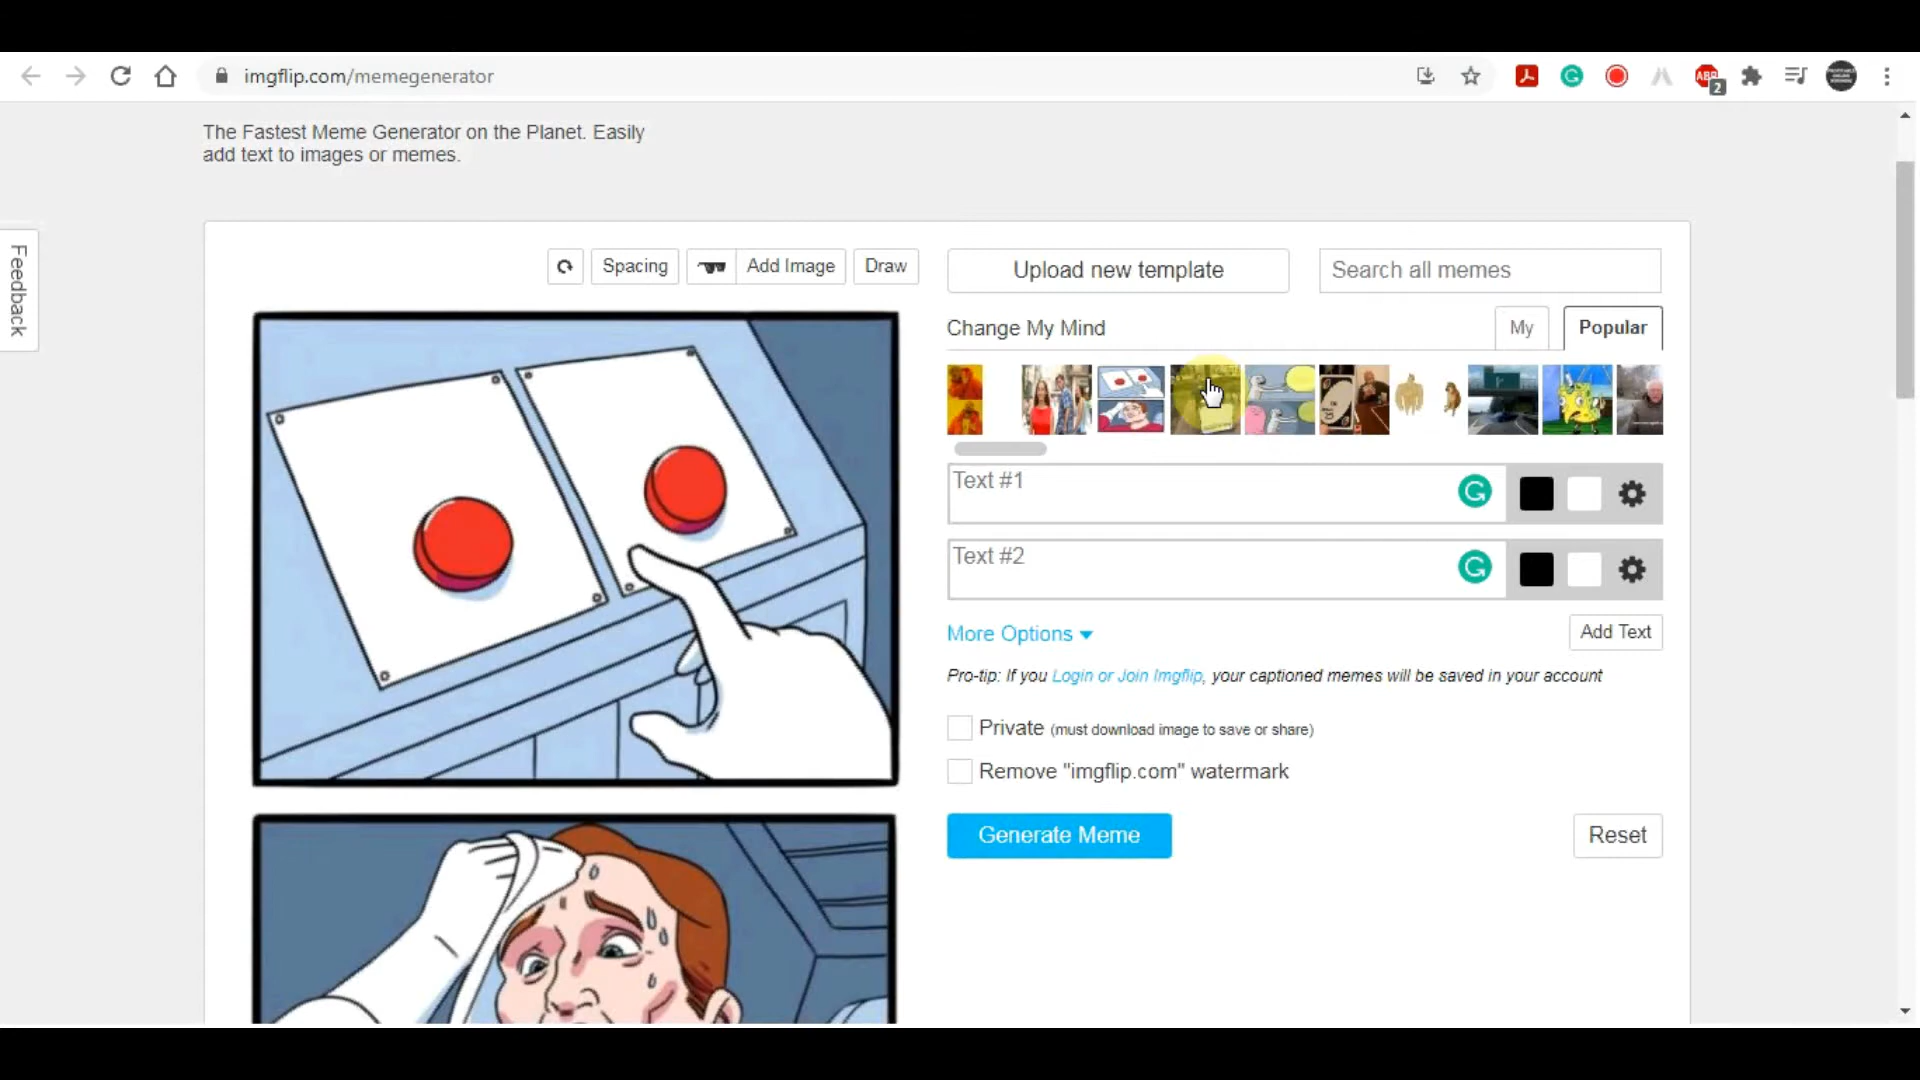 imgflip.com/memegenerator
ABP
2
The Fastest Meme Generator on the Planet. Easily
add text to images or memes.
Feedback
Spacing
Add Image
Draw
Upload new template
Search all memes
Change My Mind
My
Popular
Text #1
Text #2
More Options
Add Text
Pro-tip: If you Login or Join Imgflip, your captioned memes will be saved in your account
Private (must download image to save or share)
Remove "imgflip.com" watermark
Generate Meme
Reset